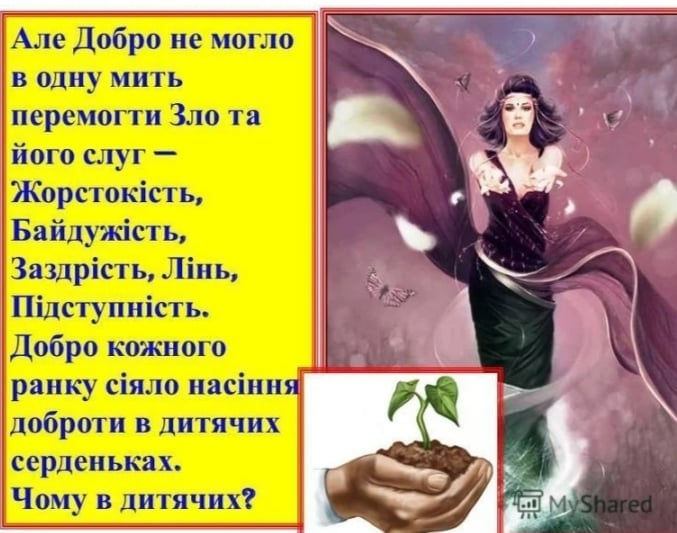 Але Добро не могло
в одну мить
перемогти Зло та
його слуг –
Жорстокість,
Байдужість,
Заздрість, Лінь,
Підступність.
Добро кожного
ранку сіяло насіння
доброти в дитячих
серденьках.
Чому в дитячих?
MyShared